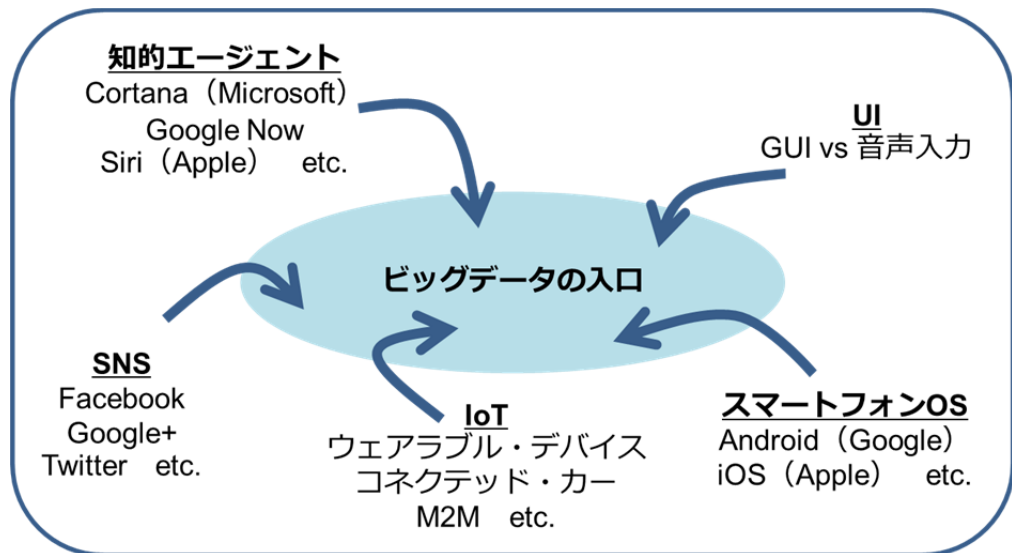 知的エージェント
Cortana（Microsoft）
Google Now
Siri（Apple）　etc.
UI
GUI vs 音声入力
ビッグデータの入口
SNS
Facebook
Google+
Twitter　etc.
IoT
ウェアラブル・デバイス
コネクテッド・カー
M2M　etc.
スマートフォンOS
Android（Google）
iOS（Apple）　etc.